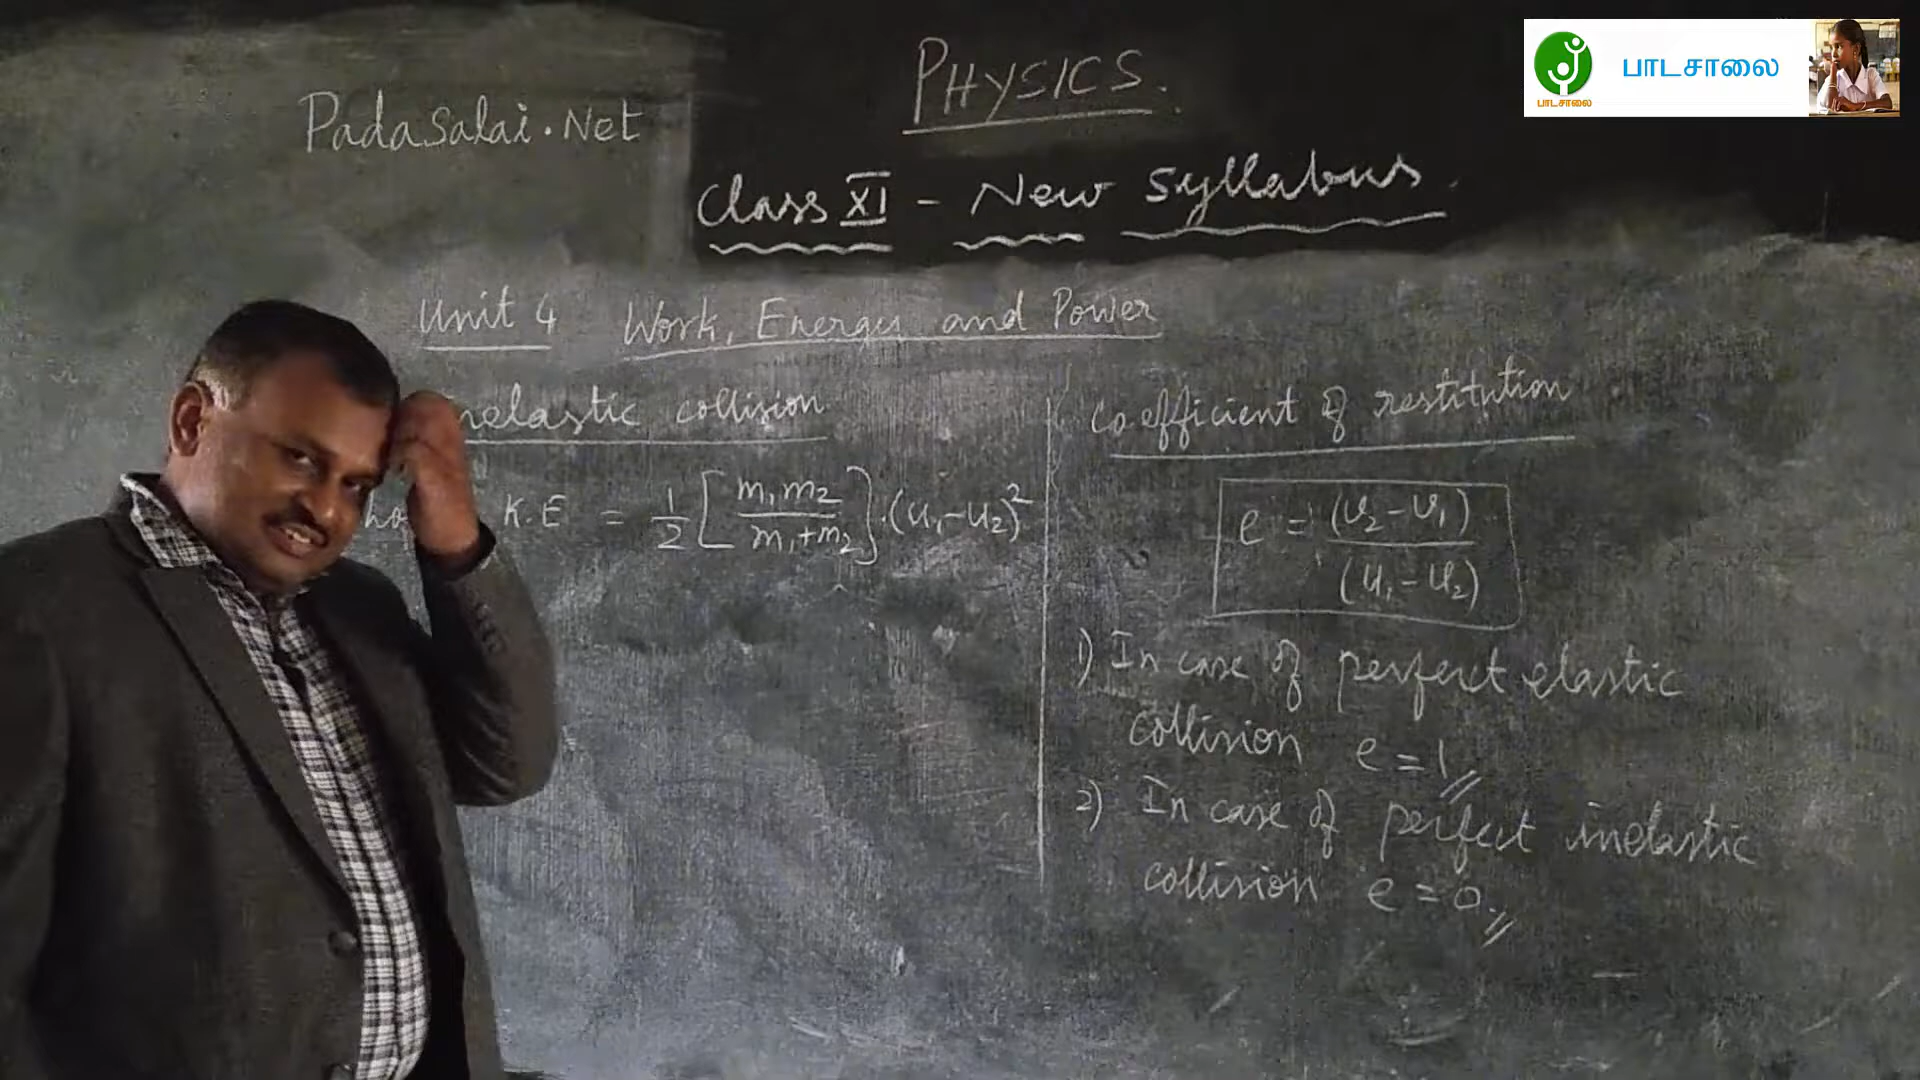 PHYSICS.
PadaSalai.Net
பாடசாலை
பாடசாலை
Class XI - New Syllabus.
Unit 4 Work, Energy and Power
collision
K.E = 1/2 [m₁m₂/m₁+m₂].(u₁-u₂)²
Co.efficient of restitution
e = (v₂-v₁)/(u₁-u₂)
1) In case of perfect elastic
collision e=1
2) In case of perfect inelastic
collision e=0